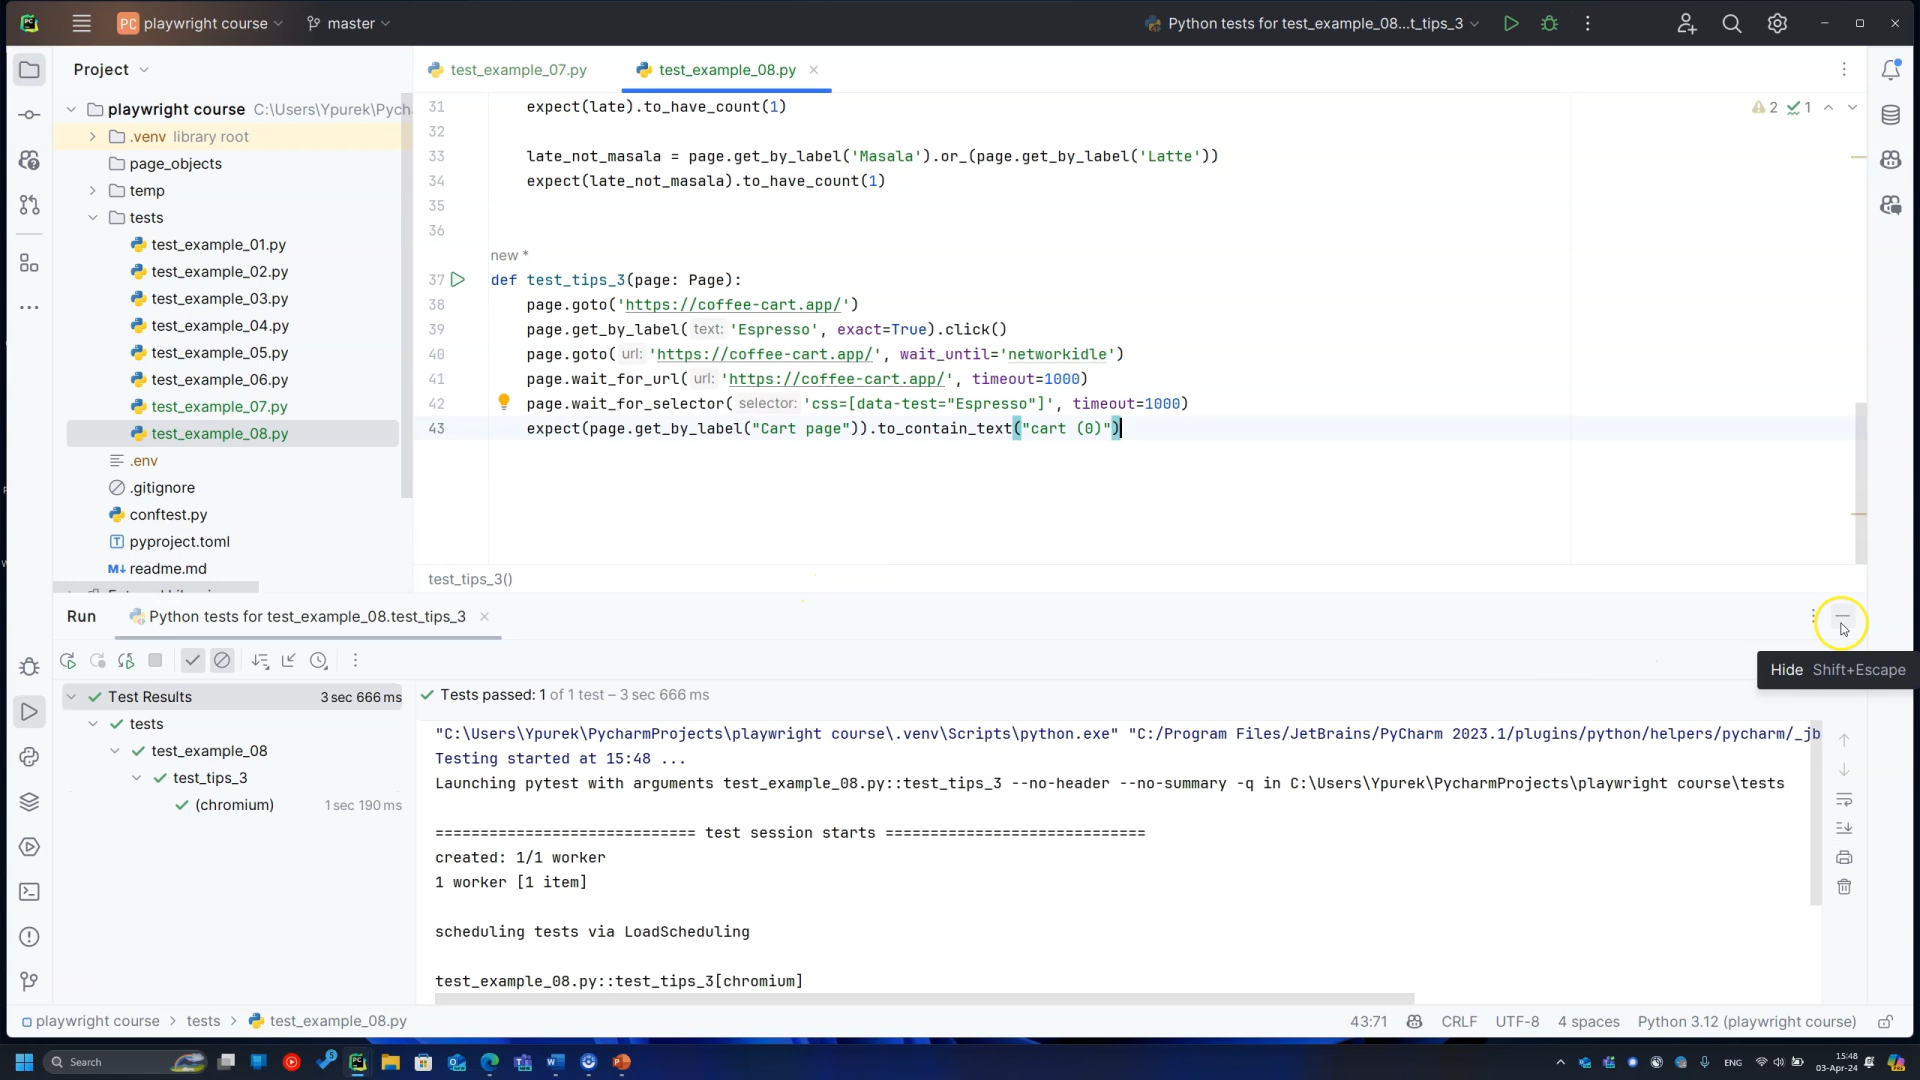 PC playwright course
master
Python tests for test_example_08...t_tips_3
Project
test_example_07.py
test_example_08.py
playwright course C:\Users\Ypurek\Pych
.venv library root
page_objects
temp
tests
test_example_01.py
test_example_02.py
test_example_03.py
test_example_04.py
test_example_05.py
test_example_06.py
test_example_07.py
test_example_08.py
.env
.gitignore
conftest.py
pyproject.toml
M↓ readme.md
31 expect(late).to_have_count(1)
2 1
32
33 late_not_masala = page.get_by_label('Masala').or_(page.get_by_label('Latte'))
34 expect(late_not_masala).to_have_count(1)
35
36
new *
37 def test_tips_3(page: Page):
38 page.goto('https://coffee-cart.app/')
39 page.get_by_label( text: 'Espresso', exact=True).click()
40 page.goto( url: 'https://coffee-cart.app/', wait_until='networkidle')
41 page.wait_for_url( url: 'https://coffee-cart.app/', timeout=1000)
42 page.wait_for_selector( selector: 'css=[data-test="Espresso"]', timeout=1000)
43 expect(page.get_by_label("Cart page")).to_contain_text("cart (0)")
test_tips_3()
Run Python tests for test_example_08.test_tips_3
Hide Shift+Escape
Test Results 3 sec 666 ms
tests
test_example_08
test_tips_3
(chromium) 1 sec 190 ms
Tests passed: 1 of 1 test – 3 sec 666 ms
"C:\Users\Ypurek\PycharmProjects\playwright course\.venv\Scripts\python.exe" "C:/Program Files/JetBrains/PyCharm 2023.1/plugins/python/helpers/pycharm/_jb
Testing started at 15:48 ...
Launching pytest with arguments test_example_08.py::test_tips_3 --no-header --no-summary -q in C:\Users\Ypurek\PycharmProjects\playwright course\tests
============================ test session starts =============================
created: 1/1 worker
1 worker [1 item]
scheduling tests via LoadScheduling
test_example_08.py::test_tips_3[chromium]
playwright course > tests > test_example_08.py
43:71 CRLF UTF-8 4 spaces Python 3.12 (playwright course)
Search
ENG
15:48
03-Apr-24